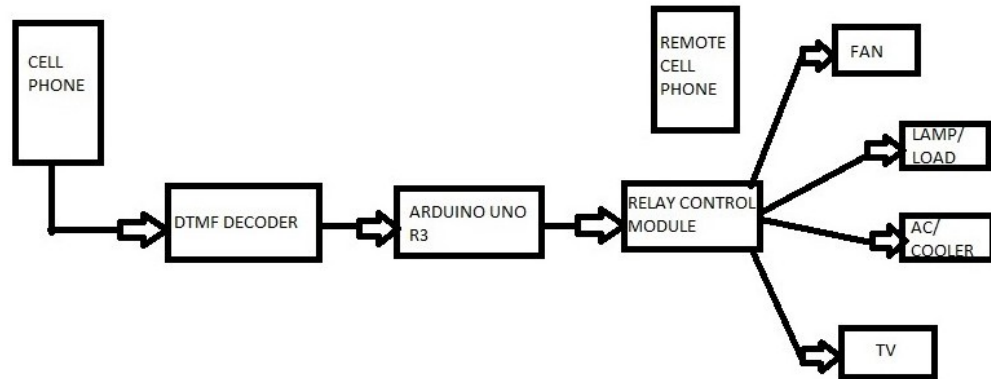 CELL
PHONE
REMOTE
CELL
PHONE
FAN
LAMP/
LOAD
DTMF DECODER
ARDUINO UNO
R3
RELAY CONTROL
MODULE
AC/
COOLER
TV